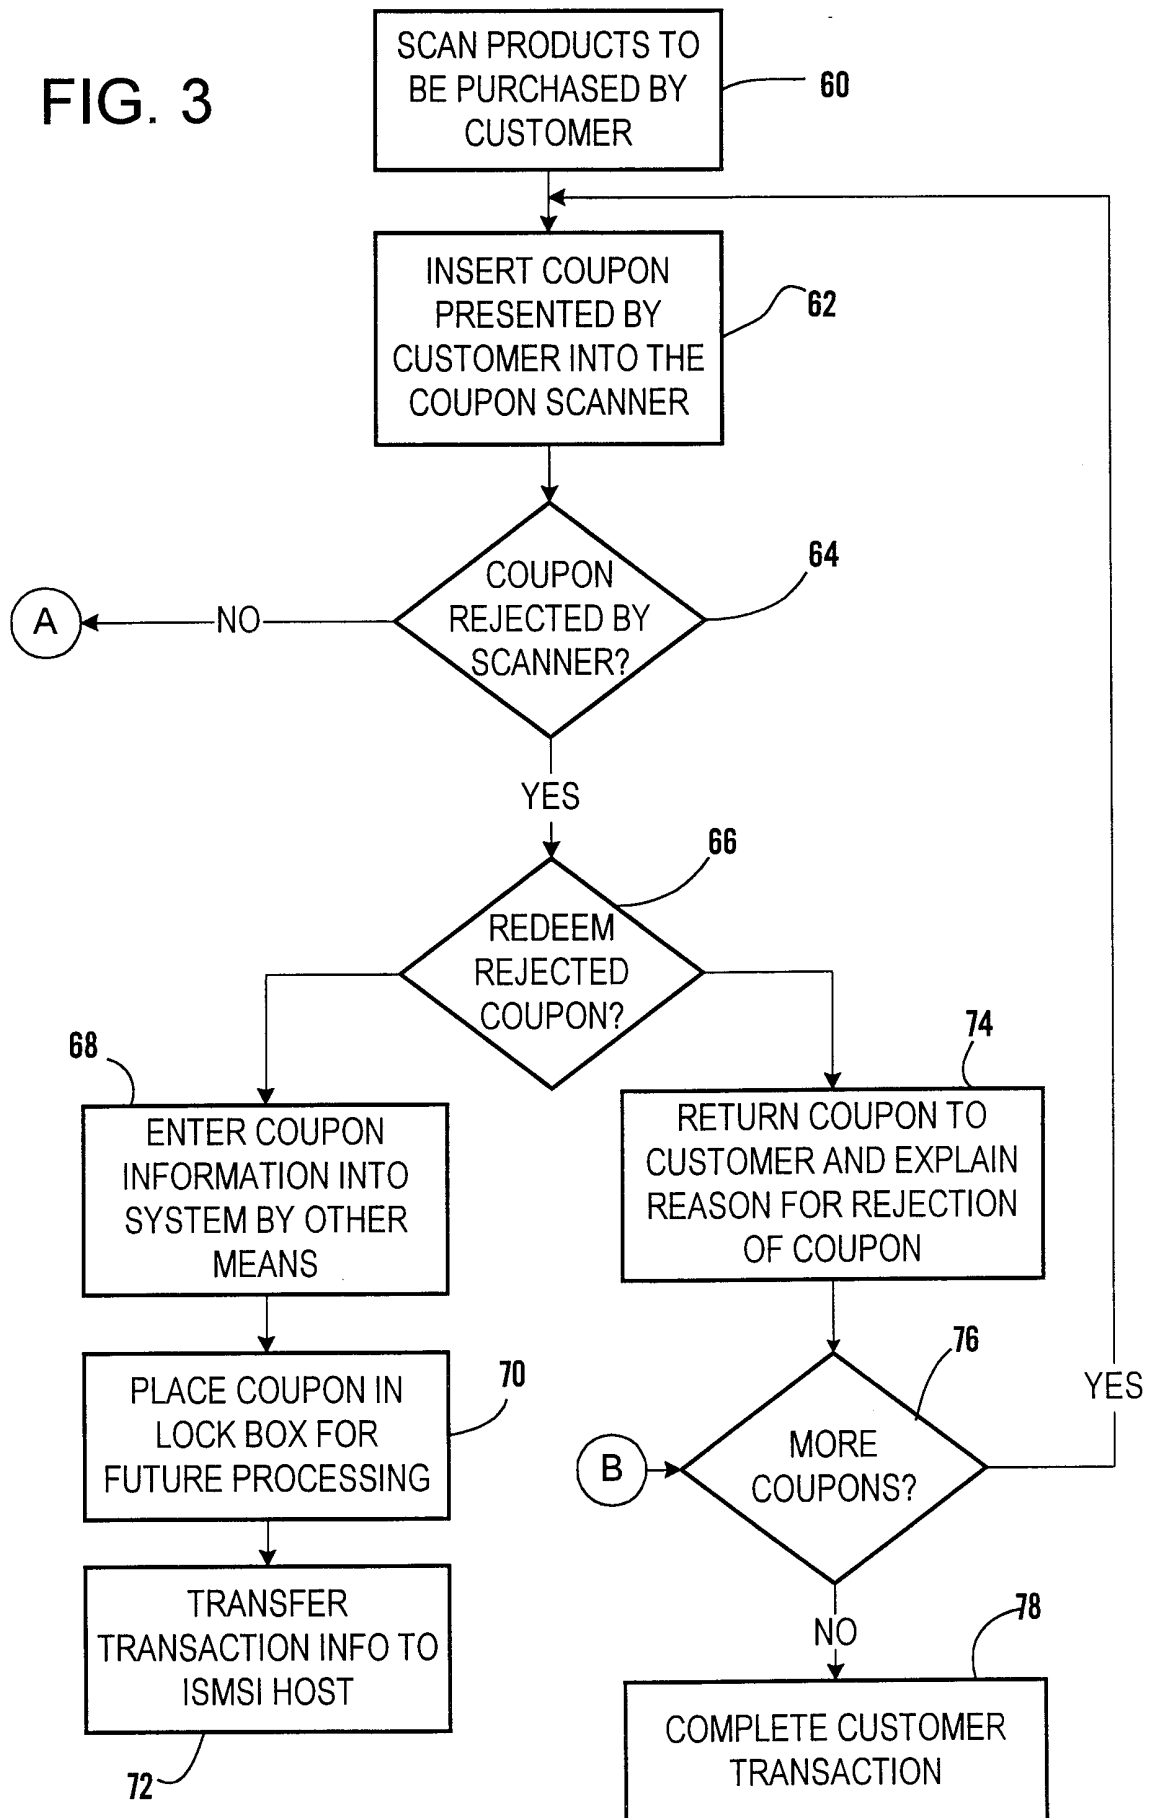 FIG. 3
SCAN PRODUCTS TO
BE PURCHASED BY
CUSTOMER
60
INSERT COUPON
PRESENTED BY
CUSTOMER INTO THE
COUPON SCANNER
62
COUPON
REJECTED BY
SCANNER?
64
NO
A
YES
REDEEM
REJECTED
COUPON?
66
68
ENTER COUPON
INFORMATION INTO
SYSTEM BY OTHER
MEANS
74
RETURN COUPON TO
CUSTOMER AND EXPLAIN
REASON FOR REJECTION
OF COUPON
PLACE COUPON IN
LOCK BOX FOR
FUTURE PROCESSING
70
76
YES
B
MORE
COUPONS?
TRANSFER
TRANSACTION INFO TO
ISMSI HOST
72
NO
78
COMPLETE CUSTOMER
TRANSACTION